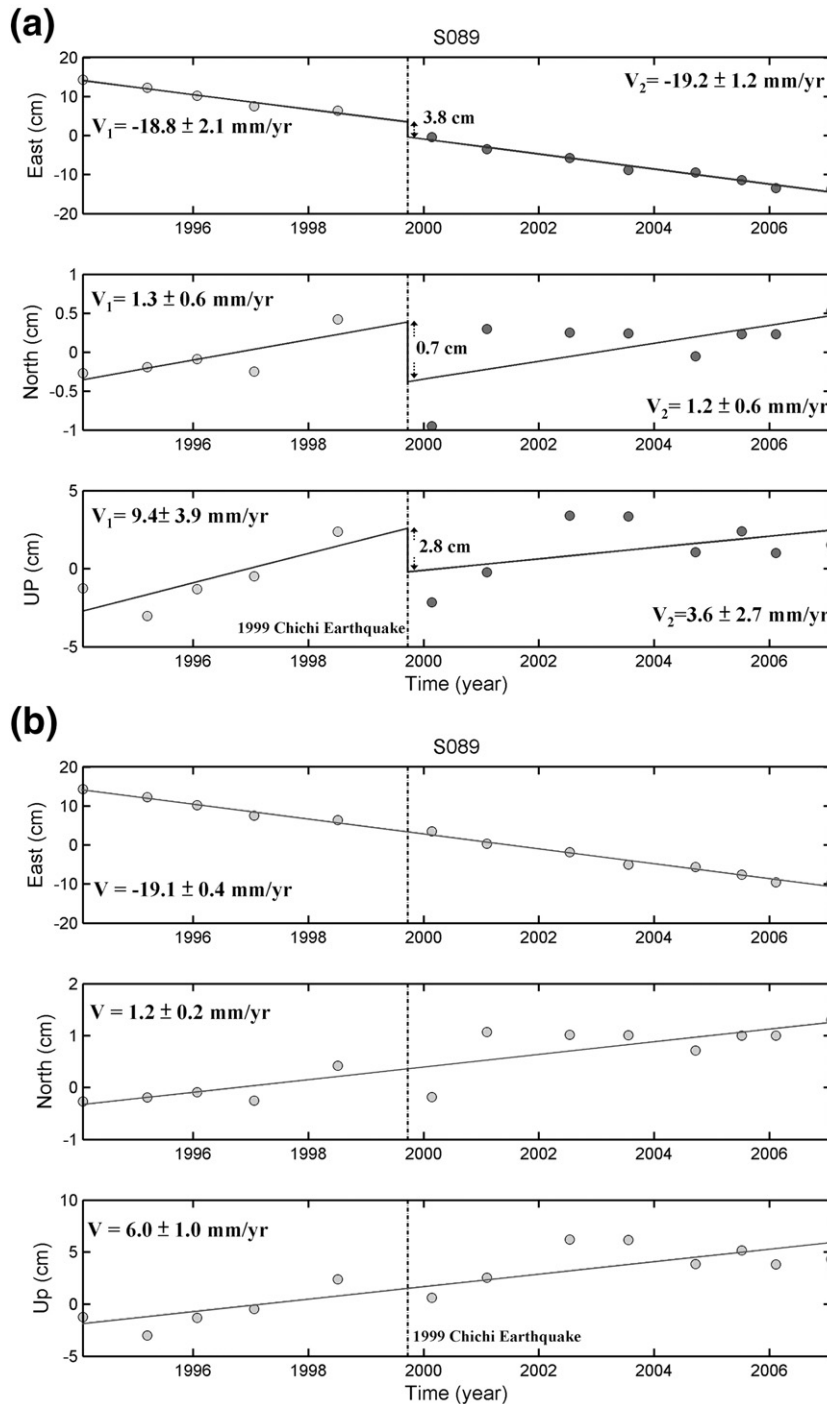 (a)
S089
20
10
0
-10
-20
East (cm)
V1= -18.8 ± 2.1 mm/yr
V2= -19.2 ± 1.2 mm/yr
3.8 cm
1996 1998 2000 2002 2004 2006
1
0.5
0
-0.5
-1
North (cm)
V1= 1.3 ± 0.6 mm/yr
0.7 cm
V2= 1.2 ± 0.6 mm/yr
1996 1998 2000 2002 2004 2006
5
0
-5
UP (cm)
V1= 9.4± 3.9 mm/yr
2.8 cm
1999 Chichi Earthquake
V2=3.6 ± 2.7 mm/yr
1996 1998 2000 2002 2004 2006
Time (year)
(b)
S089
20
10
0
-10
-20
East (cm)
V = -19.1 ± 0.4 mm/yr
1996 1998 2000 2002 2004 2006
2
1
0
-1
North (cm)
V = 1.2 ± 0.2 mm/yr
1996 1998 2000 2002 2004 2006
10
5
0
-5
Up (cm)
V = 6.0 ± 1.0 mm/yr
1999 Chichi Earthquake
1996 1998 2000 2002 2004 2006
Time (year)